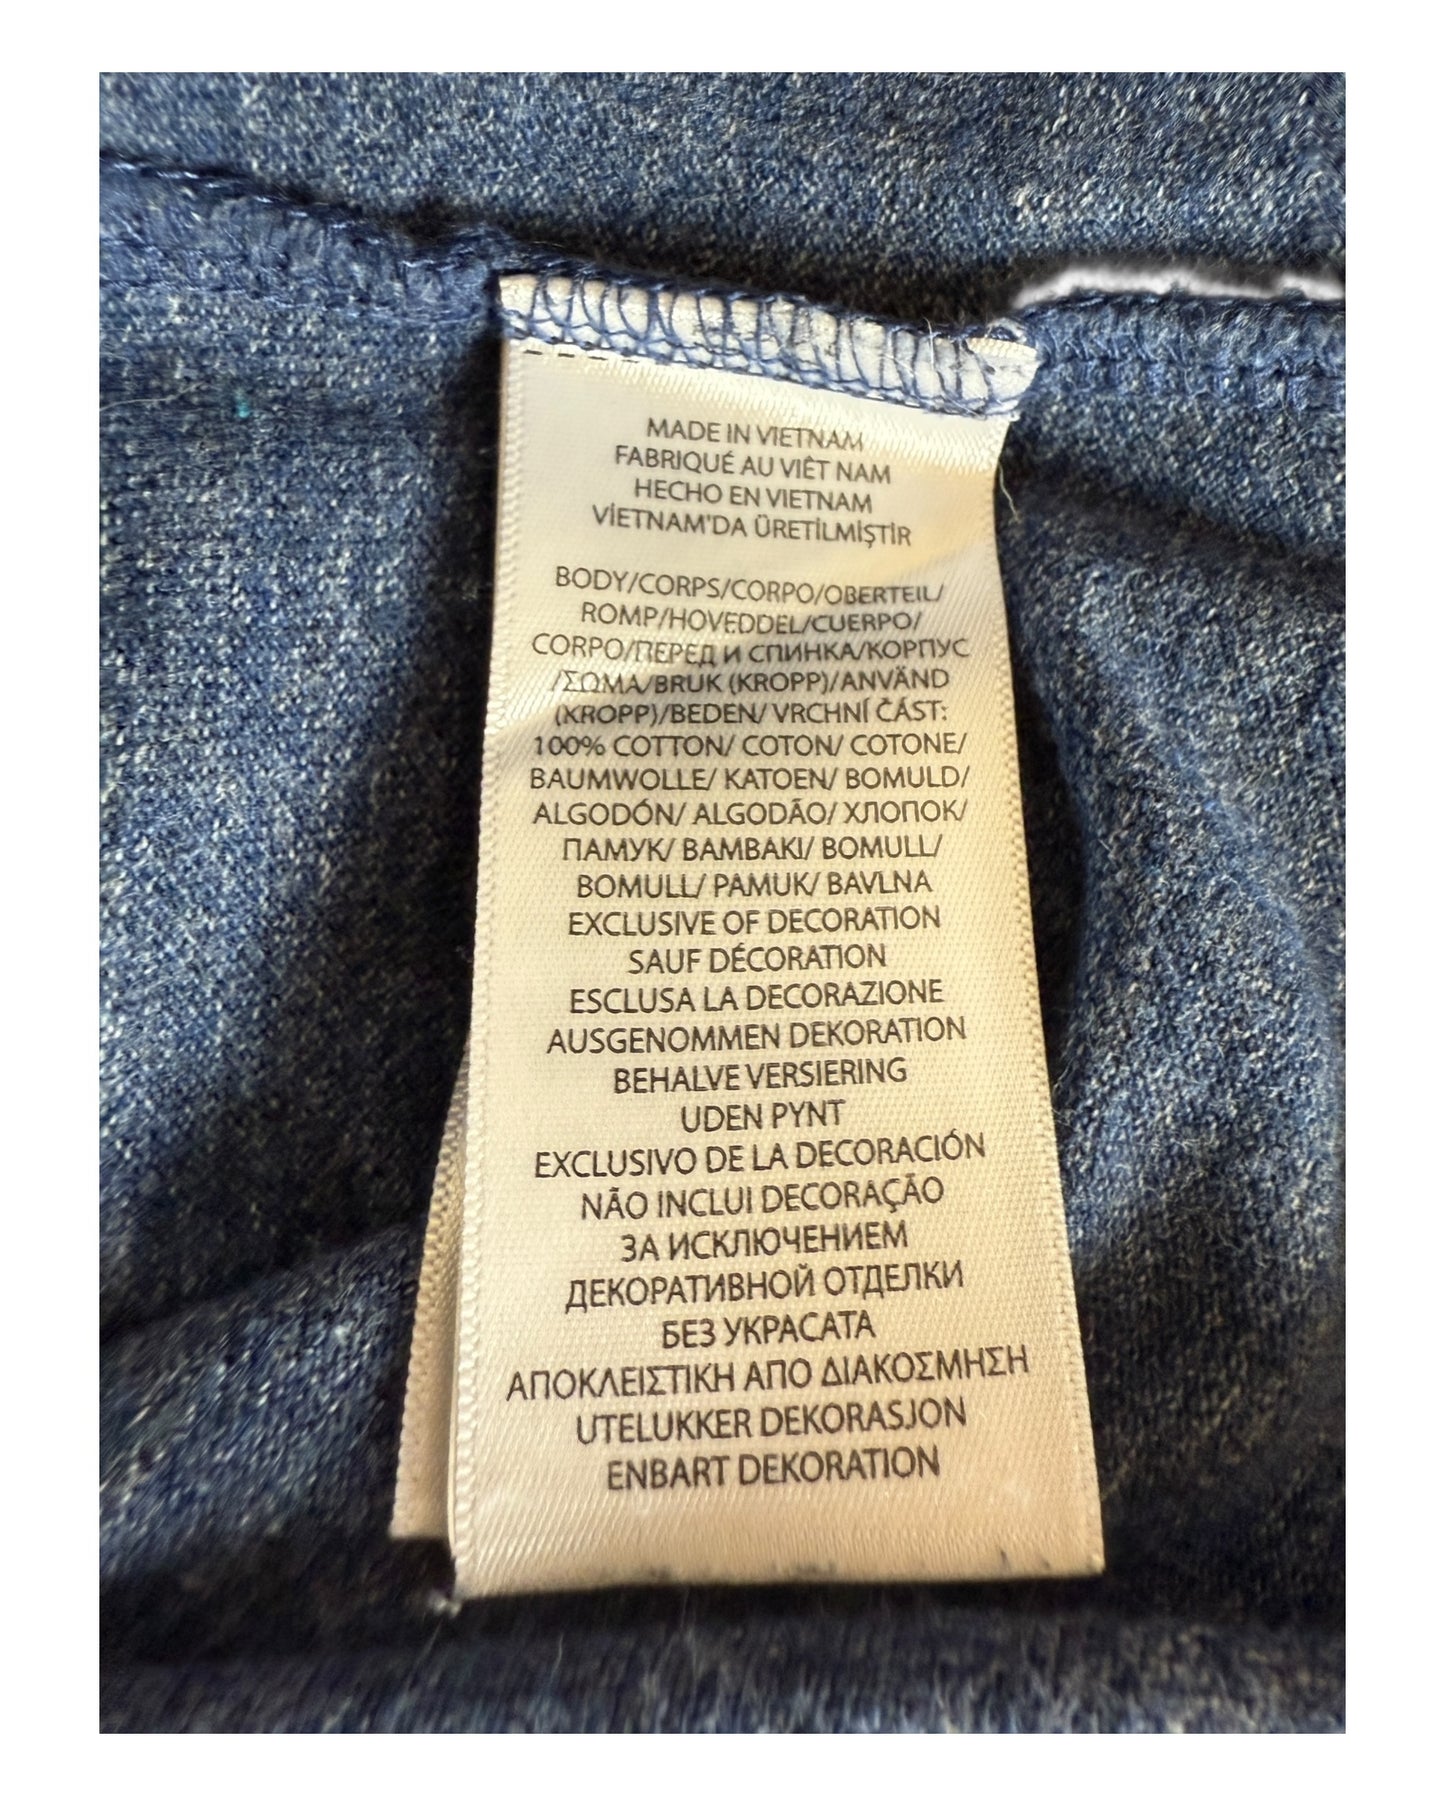 MADE IN VIETNAM
FABRIQUÉ AU VIÊT NAM
HECHO EN VIETNAM
VİETNAM'DA ÜRETİLMİŞTİR
BODY/CORPS/CORPO/OBERTEIL/
ROMP/HOVEDDEL/CUERPO/
CORPO/ПЕРЕД И СПИНКА/КОРПУС
/ΣΩΜΑ/BRUK (KROPP)/ANVÄND
(KROPP)/BEDEN/ VRCHNÍ ČÁST:
100% COTTON/ COTON/ COTONE/
BAUMWOLLE/ KATOEN/ BOMULD/
ALGODÓN/ ALGODÃO/ ХЛОПОК/
ПАМУК/ ΒΑΜΒΑΚΙ/ BOMULL/
BOMULL/ PAMUK/ BAVLNA
EXCLUSIVE OF DECORATION
SAUF DÉCORATION
ESCLUSA LA DECORAZIONE
AUSGENOMMEN DEKORATION
BEHALVE VERSIERING
UDEN PYNT
EXCLUSIVO DE LA DECORACIÓN
NÃO INCLUI DECORAÇÃO
ЗА ИСКЛЮЧЕНИЕМ
ДЕКОРАТИВНОЙ ОТДЕЛКИ
БЕЗ УКРАСАТА
ΑΠΟΚΛΕΙΣΤΙΚΗ ΑΠΟ ΔΙΑΚΟΣΜΗΣΗ
UTELUKKER DEKORASJON
ENBART DEKORATION